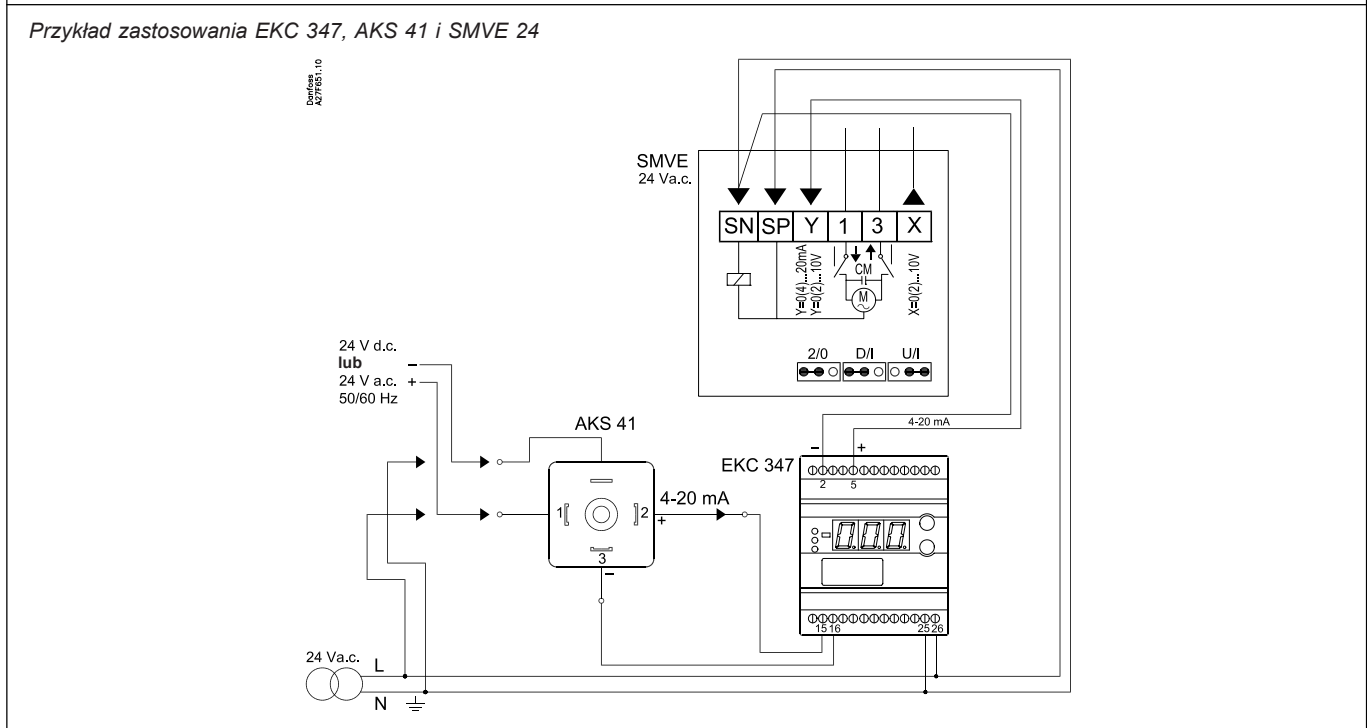 Przykład zastosowania EKC 347, AKS 41 i SMVE 24
Danfoss
A27F651.10
SMVE
24 Va.c.
SN SP Y 1 3 X
Y=0(4)...20mA
Y=0(2)...10V
CM
M
X=0(2)...10V
2/0 D/I U/I
24 V d.c.
lub
24 V a.c.
50/60 Hz
−
+
AKS 41
1
2
3
+
−
4-20 mA
4-20 mA
− +
EKC 347
2 5
15 16 25 26
24 Va.c.
L
N